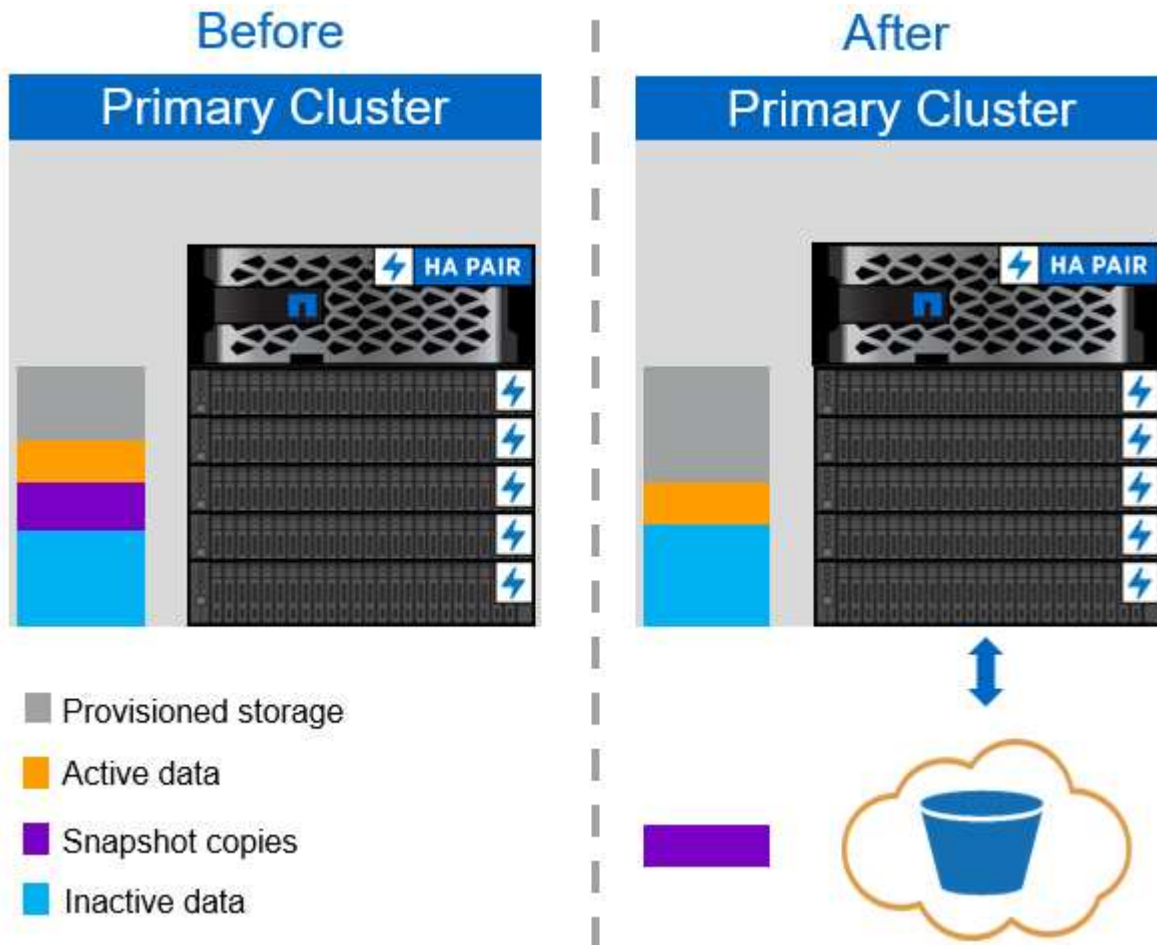 Before
Primary Cluster
HA PAIR
Provisioned storage
Active data
Snapshot copies
Inactive data
After
Primary Cluster
HA PAIR